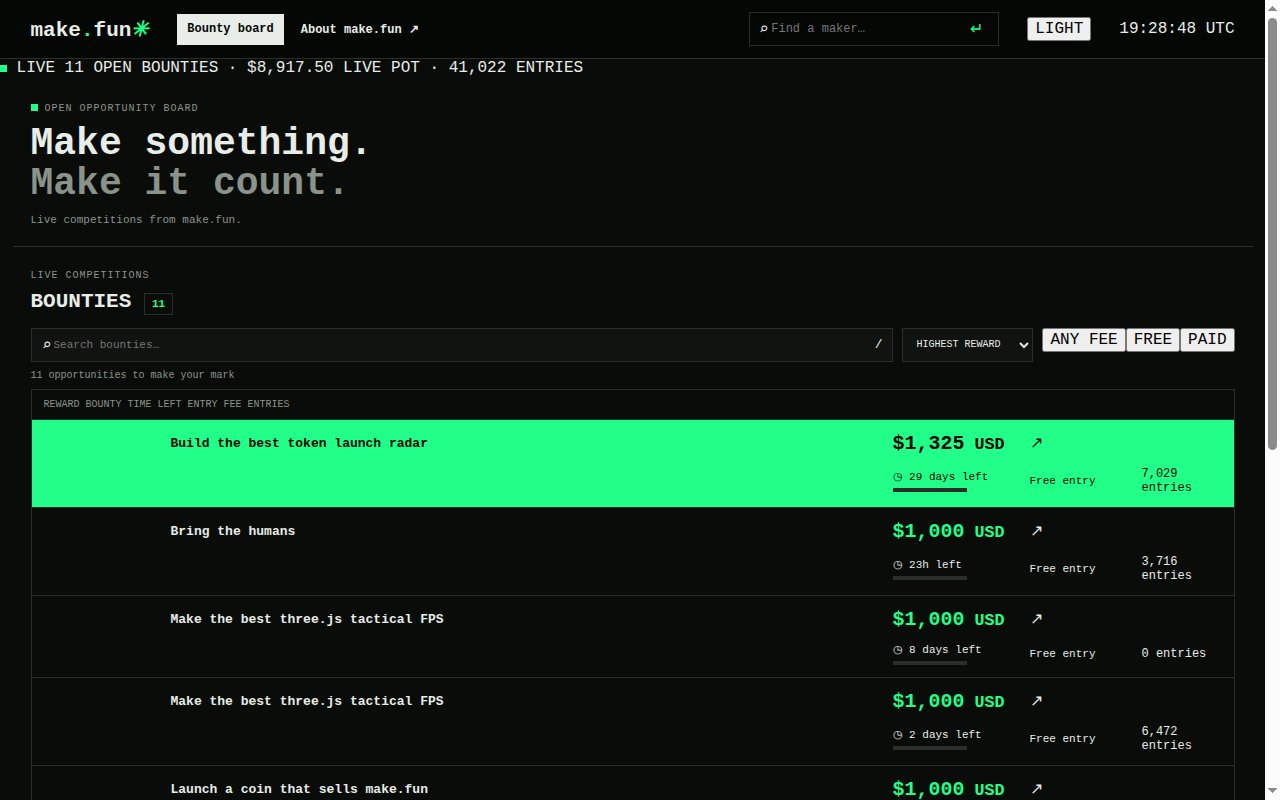 make.fun✳ Bounty board About make.fun ↗ Find a maker… ↵ LIGHT 19:28:48 UTC
LIVE 11 OPEN BOUNTIES · $8,917.50 LIVE POT · 41,022 ENTRIES
OPEN OPPORTUNITY BOARD
Make something.
Make it count.
Live competitions from make.fun.
LIVE COMPETITIONS
BOUNTIES 11
Search bounties… / HIGHEST REWARD ANY FEE FREE PAID
11 opportunities to make your mark
REWARD BOUNTY TIME LEFT ENTRY FEE ENTRIES
Build the best token launch radar $1,325 USD ↗
29 days left Free entry 7,029 entries
Bring the humans $1,000 USD ↗
23h left Free entry 3,716 entries
Make the best three.js tactical FPS $1,000 USD ↗
8 days left Free entry 0 entries
Make the best three.js tactical FPS $1,000 USD ↗
2 days left Free entry 6,472 entries
Launch a coin that sells make.fun $1,000 USD ↗